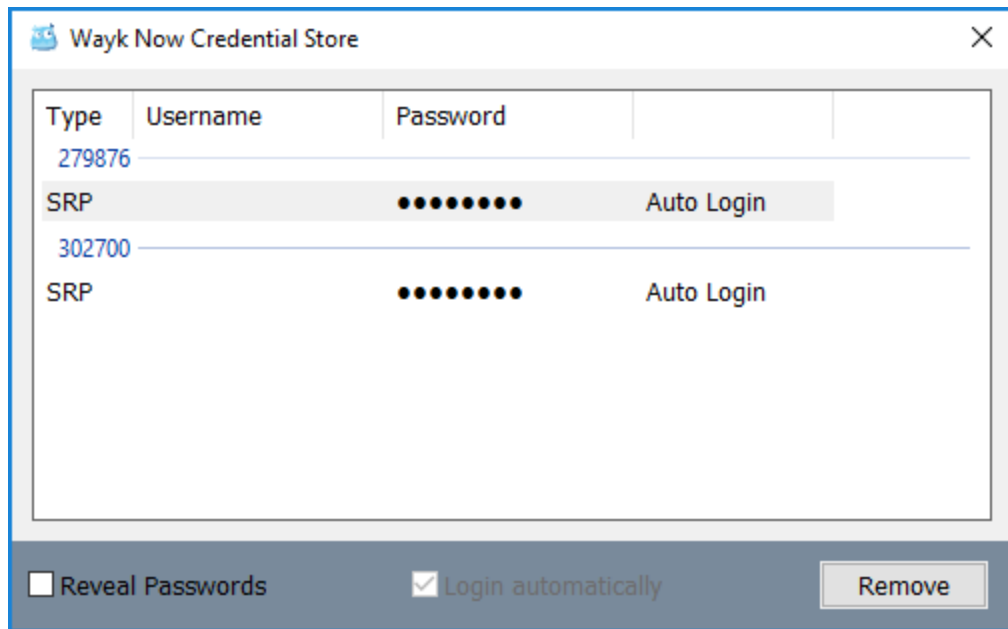 Wayk Now Credential Store
Type Username Password
279876
SRP ●●●●●●●● Auto Login
302700
SRP ●●●●●●●● Auto Login
Reveal Passwords Login automatically Remove